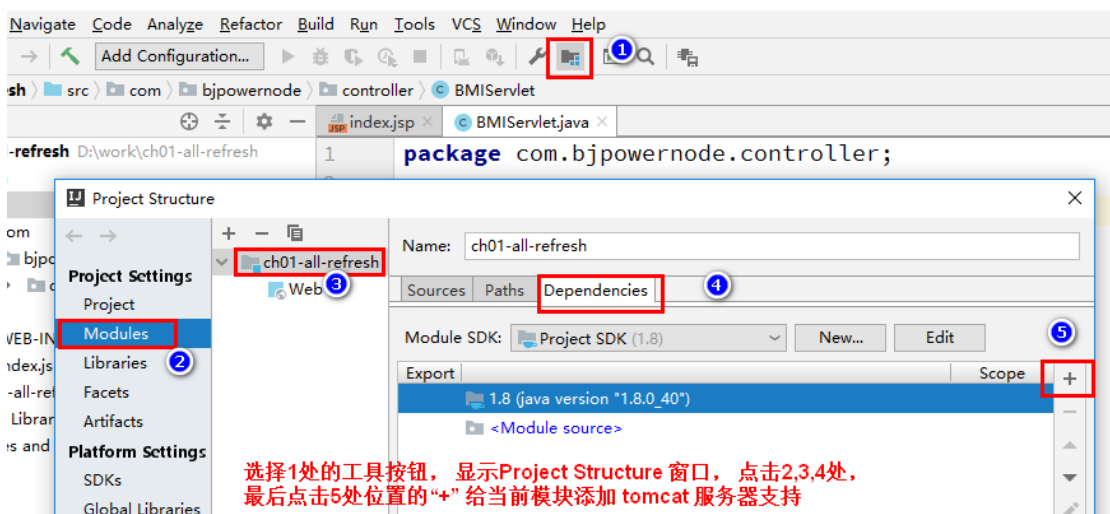 Navigate Code Analyze Refactor Build Run Tools VCS Window Help
Add Configuration... 1
src com bjpowernode controller BMIServlet
index.jsp BMIServlet.java
-refresh D:\work\ch01-all-refresh 1 package com.bjpowernode.controller;
Project Structure
Name: ch01-all-refresh
ch01-all-refresh
3
Project Settings
Web
Sources Paths Dependencies 4
Project
Modules
Module SDK: Project SDK (1.8) New... Edit 5
Libraries 2
Export Scope
Facets
1.8 (java version "1.8.0_40")
Artifacts
<Module source>
Platform Settings
选择1处的工具按钮， 显示Project Structure 窗口， 点击2,3,4处，
最后点击5处位置的“+” 给当前模块添加 tomcat 服务器支持
SDKs
Global Libraries